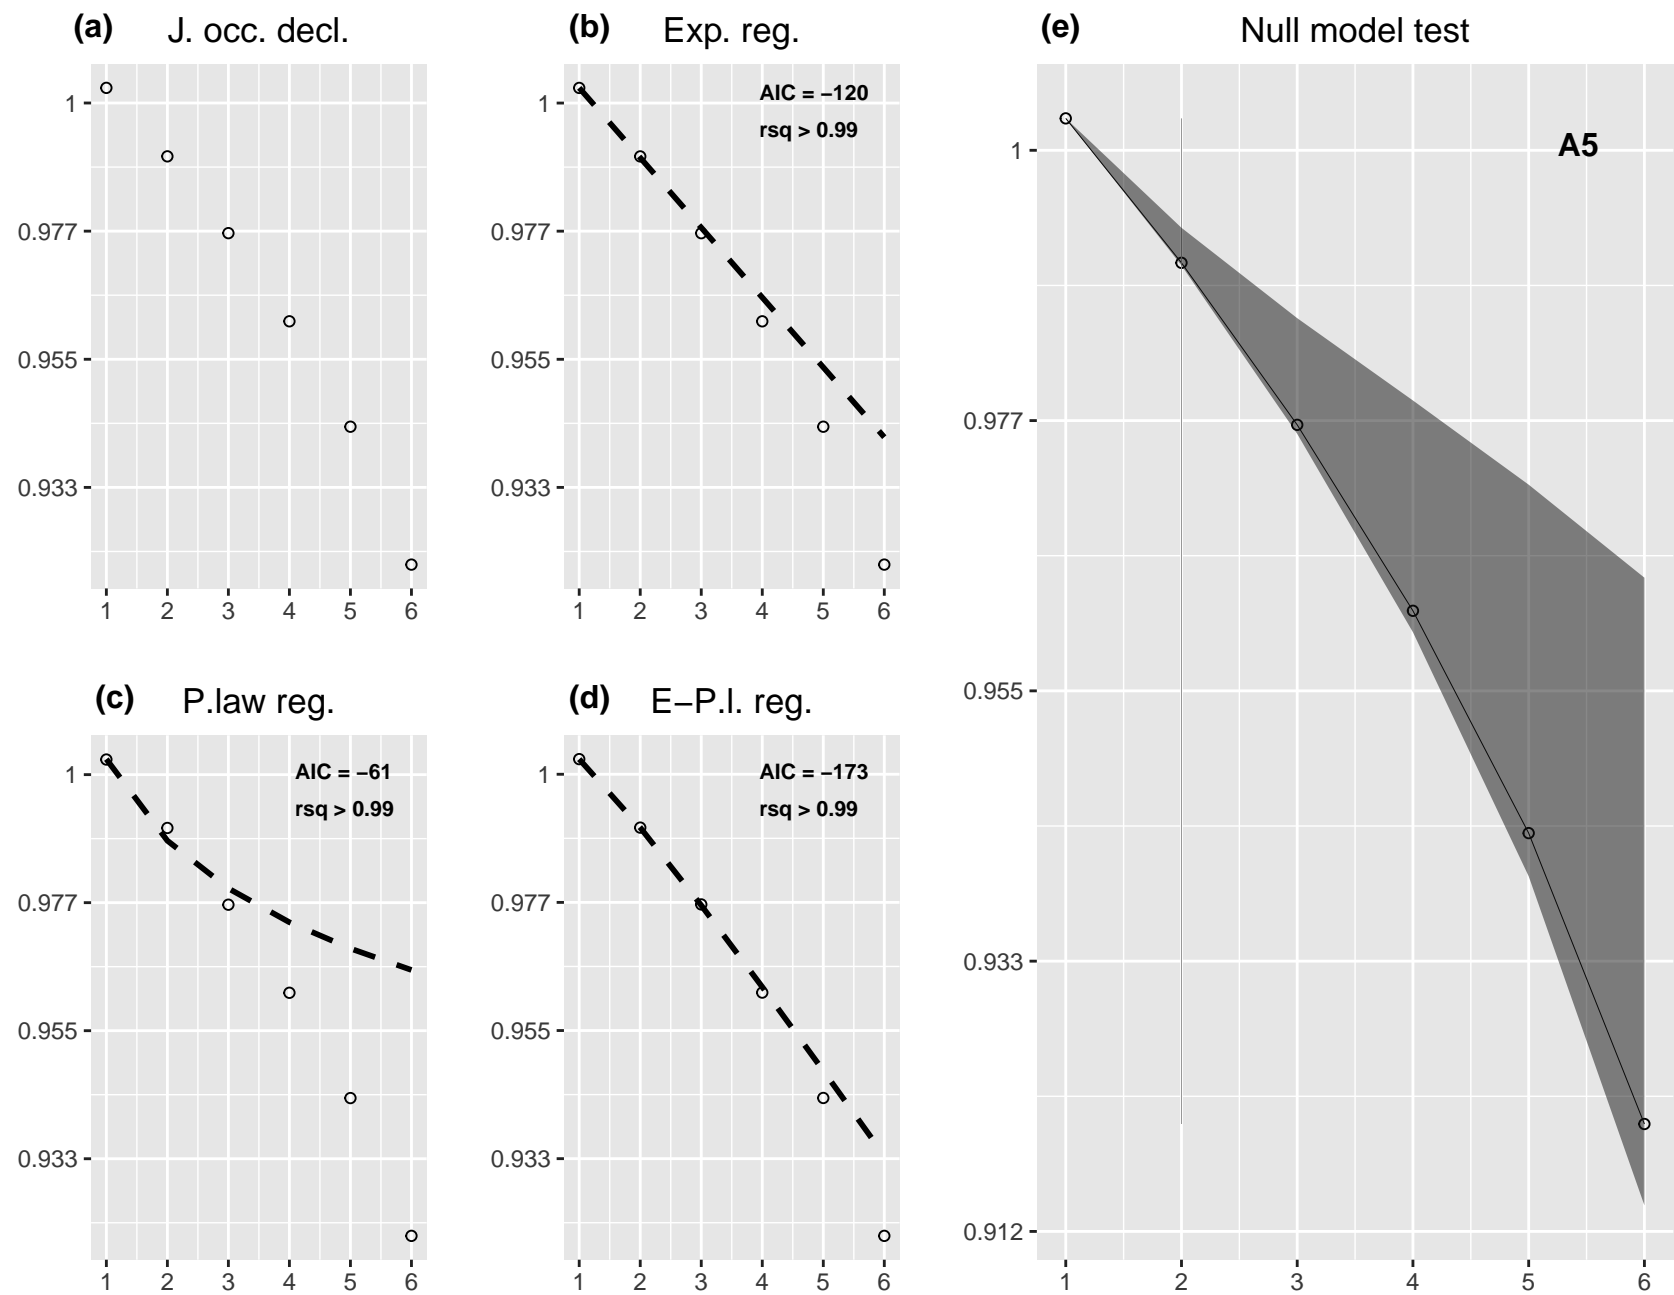 (a) J. occ. decl.
1
0.977
0.955
0.933
1 2 3 4 5 6
(b) Exp. reg.
AIC = −120
rsq > 0.99
1
0.977
0.955
0.933
1 2 3 4 5 6
(c) P.law reg.
AIC = −61
rsq > 0.99
1
0.977
0.955
0.933
1 2 3 4 5 6
(d) E−P.l. reg.
AIC = −173
rsq > 0.99
1
0.977
0.955
0.933
1 2 3 4 5 6
(e) Null model test
A5
1
0.977
0.955
0.933
0.912
1 2 3 4 5 6